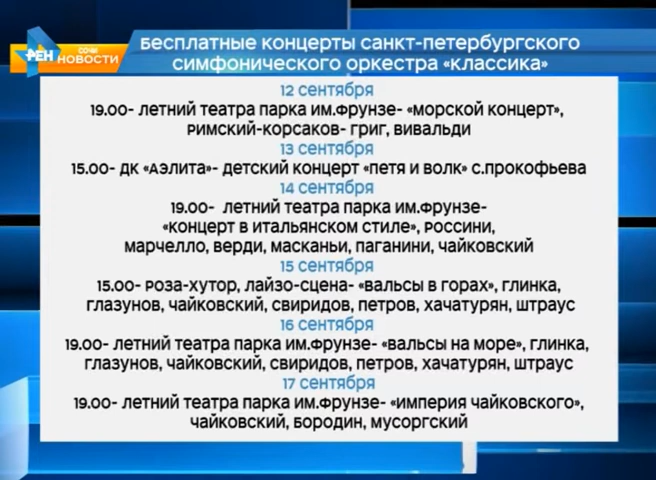 РЕН
СОЧИ
НОВОСТИ
Бесплатные концерты Санкт-Петербургского
симфонического оркестра «Классика»
12 сентября
19.00- летний театра парка им.Фрунзе- «Морской концерт»,
Римский-Корсаков- Григ, Вивальди
13 сентября
15.00- ДК «Аэлита»- детский концерт «Петя и волк» С.Прокофьева
14 сентября
19.00- летний театра парка им.Фрунзе-
«Концерт в итальянском стиле», Россини,
Марчелло, Верди, Масканьи, Паганини, Чайковский
15 сентября
15.00- Роза-Хутор, Лайзо-сцена- «Вальсы в горах», Глинка,
Глазунов, Чайковский, Свиридов, Петров, Хачатурян, Штраус
16 сентября
19.00- летний театра парка им.Фрунзе- «Вальсы на море», Глинка,
Глазунов, Чайковский, Свиридов, Петров, Хачатурян, Штраус
17 сентября
19.00- летний театра парка им.Фрунзе- «Империя Чайковского»,
Чайковский, Бородин, Мусоргский